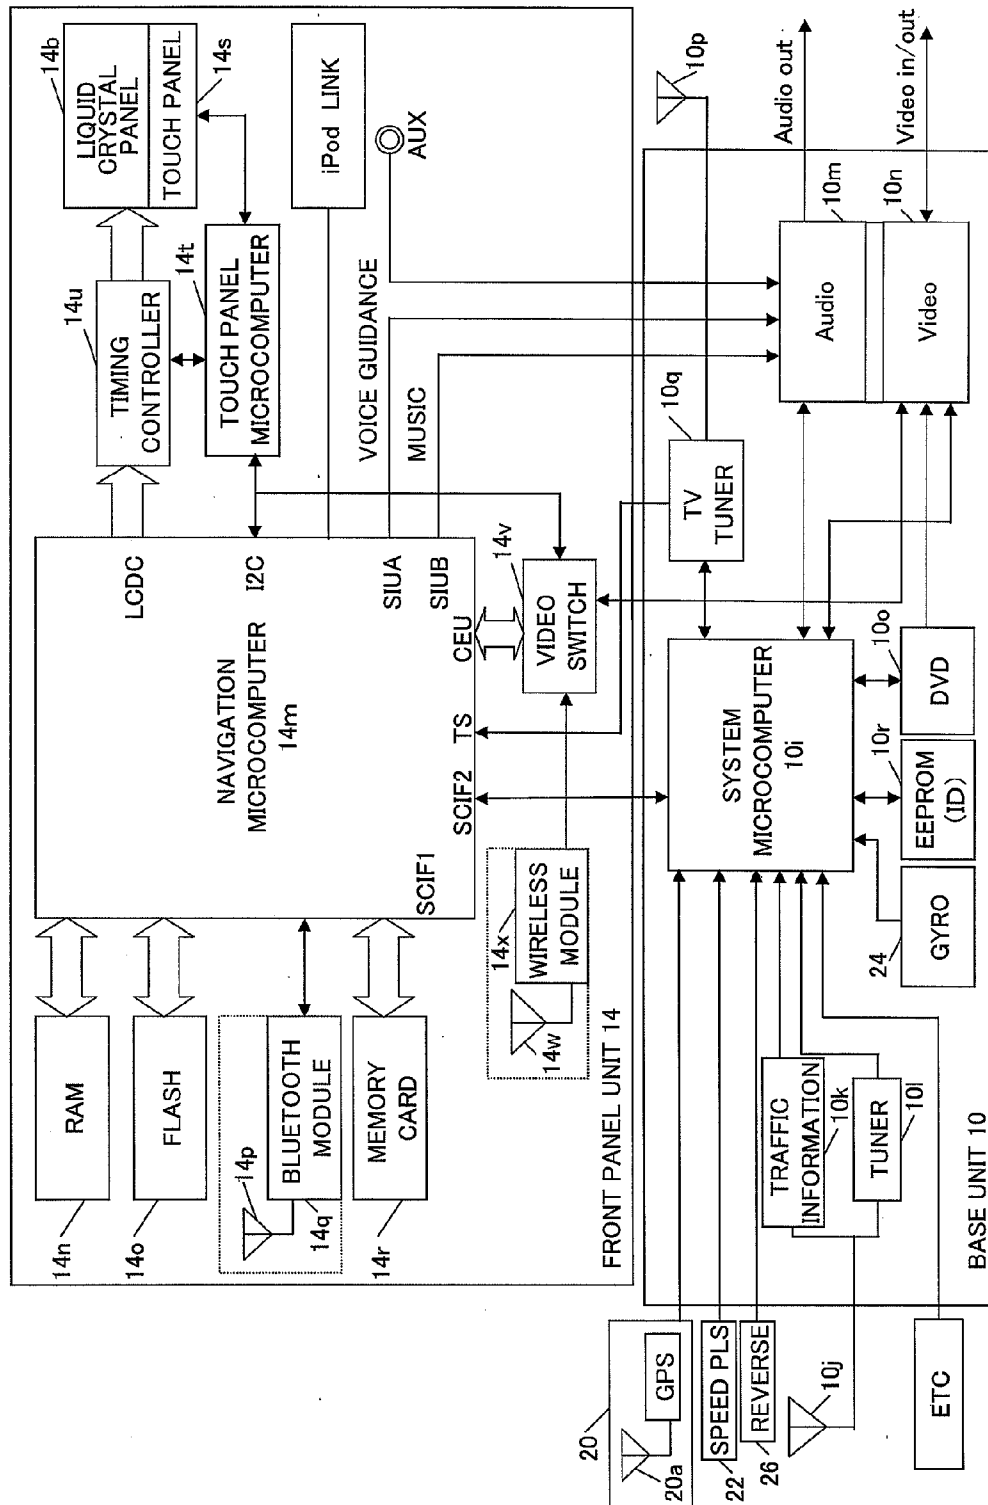 FRONT PANEL UNIT 14
RAM
14n
FLASH
14o
BLUETOOTH
MODULE
14p
14q
MEMORY
CARD
14r
NAVIGATION
MICROCOMPUTER
14m
LCDC
I2C
SIUA
SIUB
CEU
TS
SCIF2
SCIF1
TIMING
CONTROLLER
14u
LIQUID
CRYSTAL
PANEL
14b
TOUCH PANEL
14s
TOUCH PANEL
MICROCOMPUTER
14t
iPod LINK
AUX
VOICE GUIDANCE
MUSIC
VIDEO
SWITCH
14v
WIRELESS
MODULE
14x
14w
BASE UNIT 10
TV
TUNER
10q
10p
SYSTEM
MICROCOMPUTER
10i
Audio
10m
Video
10n
Audio out
Video in/out
DVD
10o
EEPROM
(ID)
10r
GYRO
24
TRAFFIC
INFORMATION
10k
TUNER
10l
10j
GPS
20
20a
SPEED PLS
22
REVERSE
26
ETC